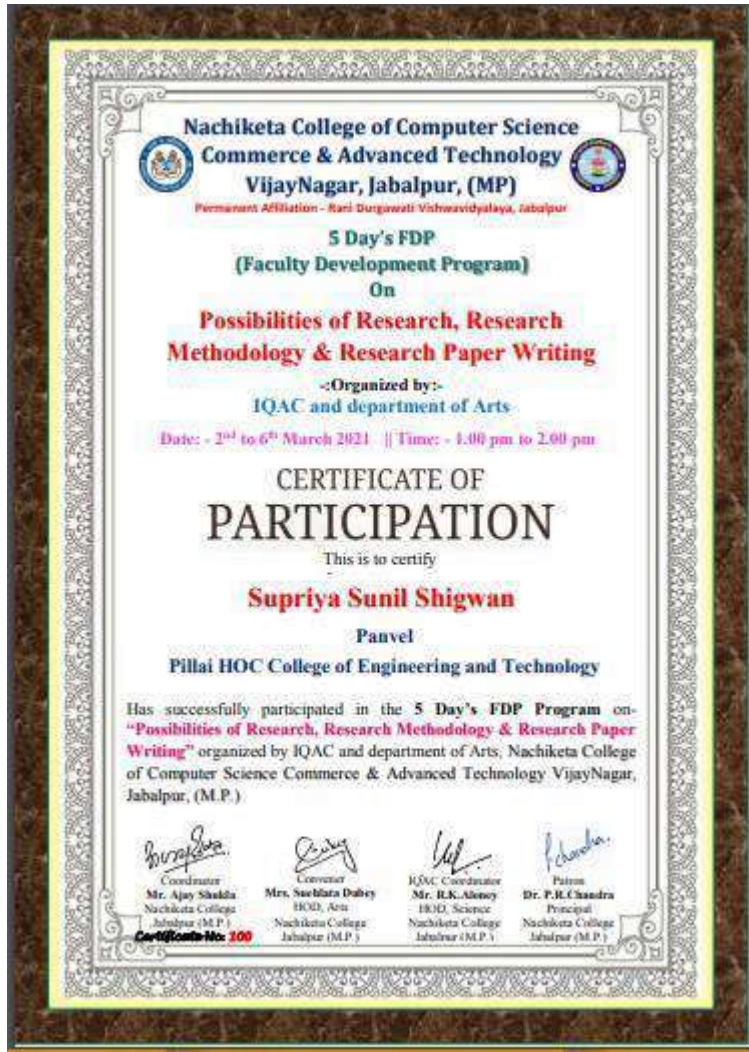 Nachiketa College of Computer Science
Commerce & Advanced Technology
VijayNagar, Jabalpur, (MP)
Permanent Affiliation - Rani Durgawati Vishwavidyalaya, Jabalpur
5 Day's FDP
(Faculty Development Program)
On
Possibilities of Research, Research
Methodology & Research Paper Writing
-:Organized by:-
IQAC and department of Arts
Date: - 2nd to 6th March 2021 || Time: - 1.00 pm to 2.00 pm
CERTIFICATE OF
PARTICIPATION
This is to certify
Supriya Sunil Shigwan
Panvel
Pillai HOC College of Engineering and Technology
Has successfully participated in the 5 Day's FDP Program on-
"Possibilities of Research, Research Methodology & Research Paper
Writing" organized by IQAC and department of Arts, Nachiketa College
of Computer Science Commerce & Advanced Technology VijayNagar,
Jabalpur, (M.P.)
Coordinator
Mr. Ajay Shukla
Nachiketa College
Jabalpur (M.P.)
Certificate No: 100
Convener
Mrs. Dubey
HOD, Arts
Nachiketa College
Jabalpur (M.P.)
IQAC Coordinator
Mr. R.K.Aloney
HOD, Science
Nachiketa College
Jabalpur (M.P.)
Patron
Dr. P.R.Chandra
Principal
Nachiketa College
Jabalpur (M.P.)